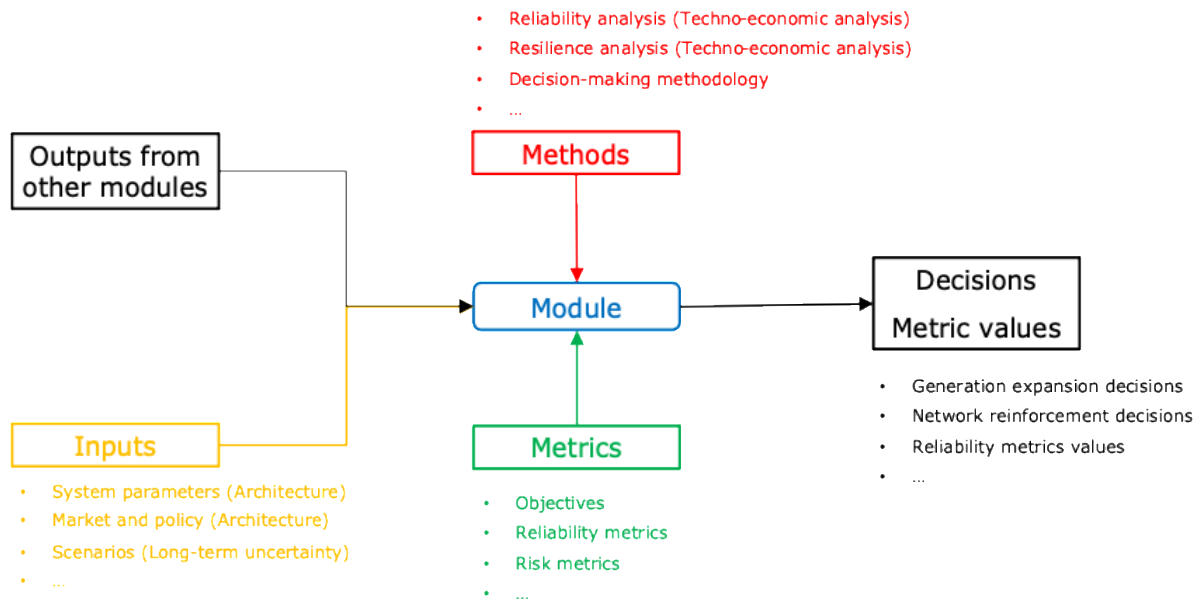 • Reliability analysis (Techno-economic analysis)
• Resilience analysis (Techno-economic analysis)
• Decision-making methodology
• ...
Methods
Outputs from
other modules
Module
Decisions
Metric values
• Generation expansion decisions
• Network reinforcement decisions
• Reliability metrics values
• ...
Inputs
• System parameters (Architecture)
• Market and policy (Architecture)
• Scenarios (Long-term uncertainty)
• ...
Metrics
• Objectives
• Reliability metrics
• Risk metrics
• ...